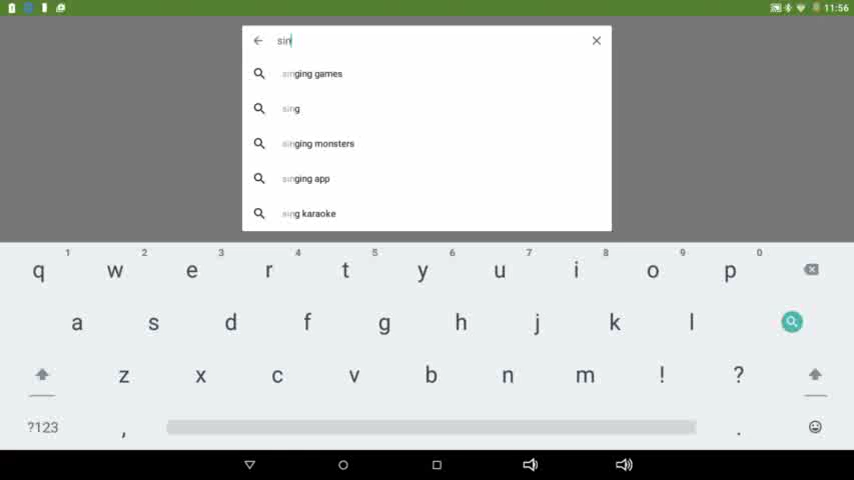 11:56
sin
singing games
sing
singing monsters
singing app
sing karaoke
1 2 3 4 5 6 7 8 9 0
q w e r t y u i o p
a s d f g h j k l
z x c v b n m ! ?
?123 , .